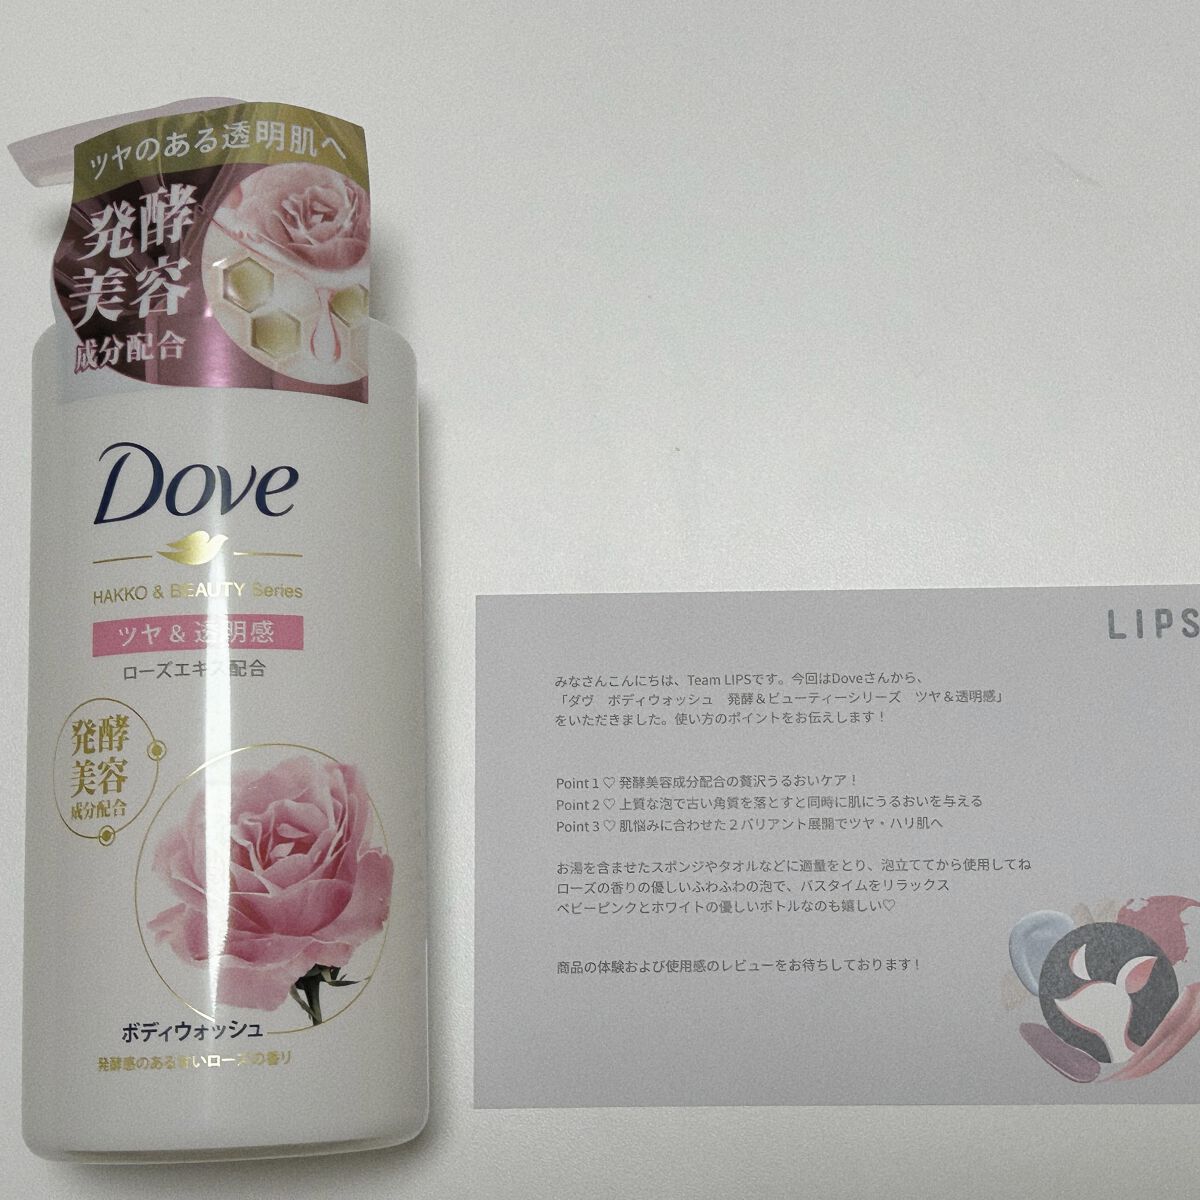 ツヤのある透明肌へ
発酵
美容
成分配合
Dove
HAKKO & BEAUTY Series
ツヤ & 透明感
ローズエキス配合
発酵
美容
成分配合
ボディウォッシュ
発酵感のある甘いローズの香り
LIPS
みなさんこんにちは、Team LIPSです。今回はDoveさんから、
「ダヴ　ボディウォッシュ　発酵＆ビューティーシリーズ　ツヤ＆透明感」
をいただきました。使い方のポイントをお伝えします！
Point 1 ♡ 発酵美容成分配合の贅沢うるおいケア！
Point 2 ♡ 上質な泡で古い角質を落とすと同時に肌にうるおいを与える
Point 3 ♡ 肌悩みに合わせた２バリアント展開でツヤ・ハリ肌へ
お湯を含ませたスポンジやタオルなどに適量をとり、泡立ててから使用してね
ローズの香りの優しいふわふわの泡で、バスタイムをリラックス
ベビーピンクとホワイトの優しいボトルなのも嬉しい♡
商品の体験および使用感のレビューをお待ちしております！